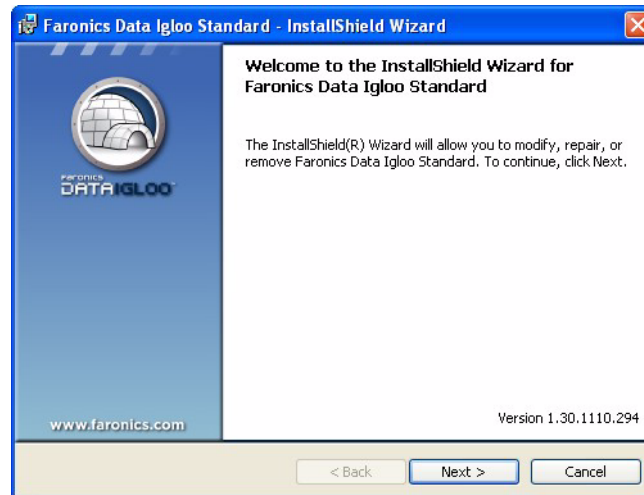 Faronics Data Igloo Standard - InstallShield Wizard
Welcome to the InstallShield Wizard for
Faronics Data Igloo Standard
The InstallShield(R) Wizard will allow you to modify, repair, or
remove Faronics Data Igloo Standard. To continue, click Next.
FARONICS
DATAIGLOO
www.faronics.com
Version 1.30.1110.294
< Back
Next >
Cancel